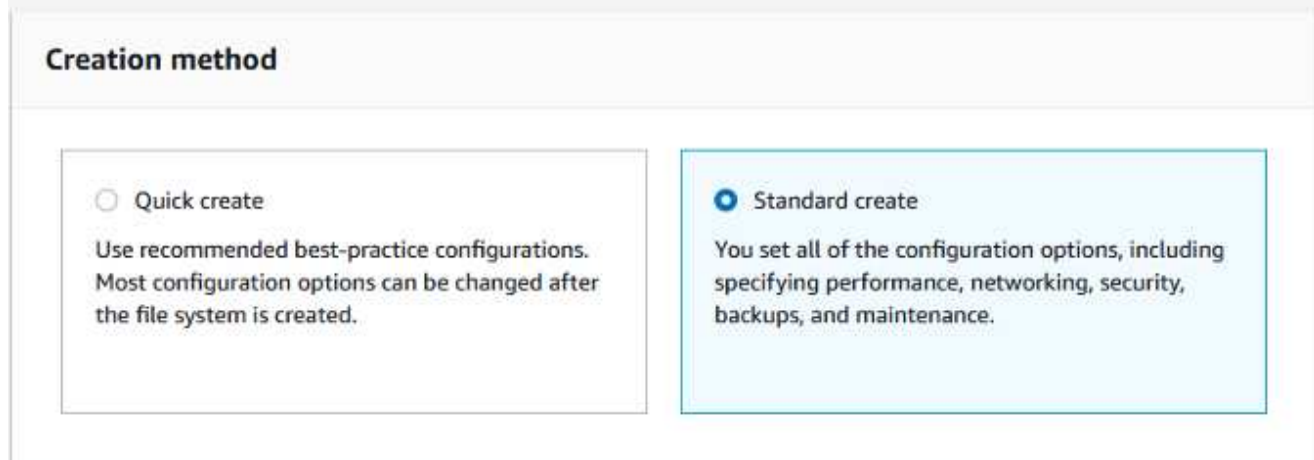 Creation method
Quick create
Use recommended best-practice configurations.
Most configuration options can be changed after
the file system is created.
Standard create
You set all of the configuration options, including
specifying performance, networking, security,
backups, and maintenance.